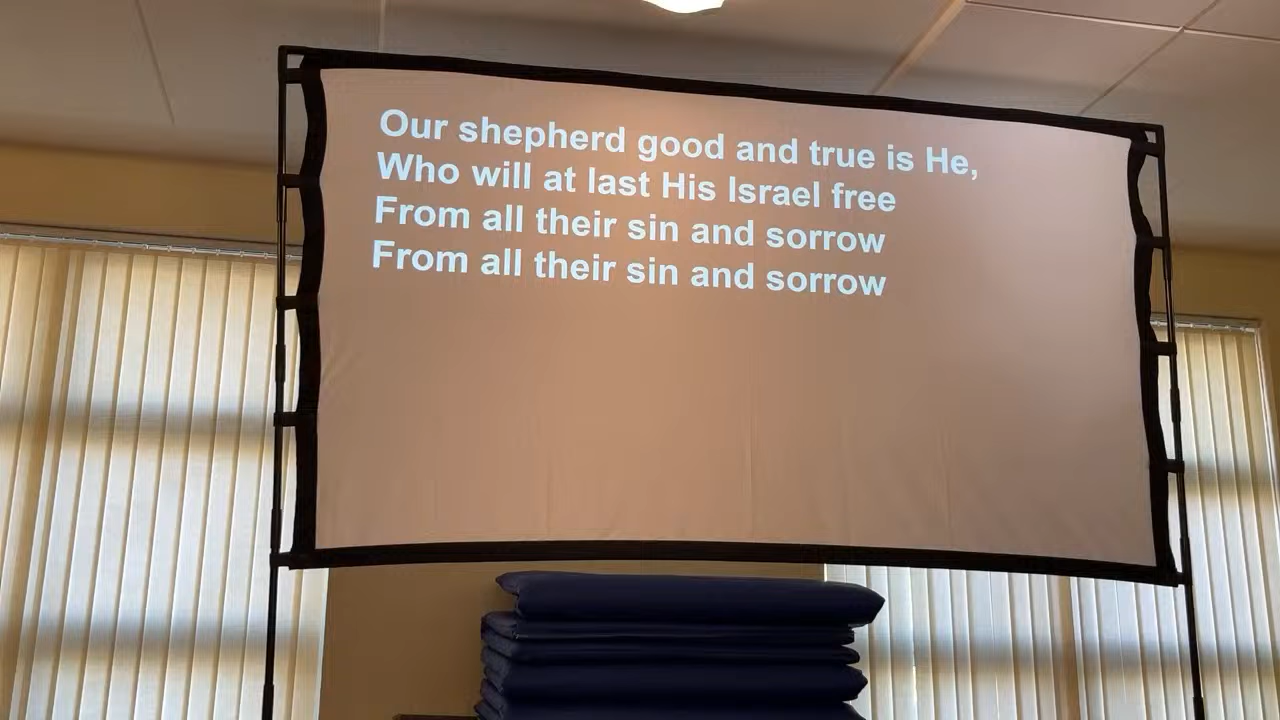 Our shepherd good and true is He,
Who will at last His Israel free
From all their sin and sorrow
From all their sin and sorrow